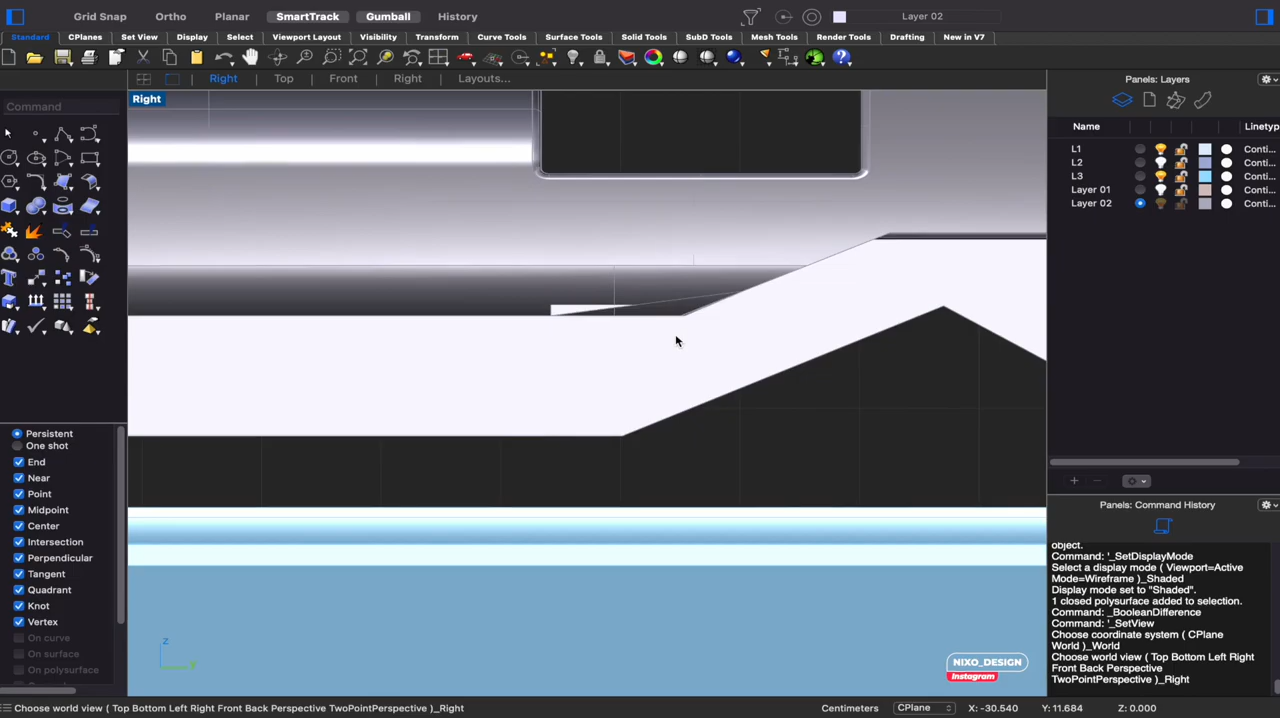 Grid Snap Ortho Planar SmartTrack Gumball History Layer 02
Standard CPlanes Set View Display Select Viewport Layout Visibility Transform Curve Tools Surface Tools Solid Tools SubD Tools Mesh Tools Render Tools Drafting New in V7
Right Top Front Right Layouts...
Panels: Layers
Command
Right
Name Linetyp
L1 Conti...
L2 Conti...
L3 Conti...
Layer 01 Conti...
Layer 02 Conti...
Persistent
One shot
End
Near
Point
Midpoint
Center
Intersection
Perpendicular
Tangent
Quadrant
Knot
Vertex
On curve
On surface
On polysurface
Panels: Command History
object.
Command: '_SetDisplayMode
Select a display mode ( Viewport=Active
Mode=Wireframe )_Shaded
Display mode set to "Shaded".
1 closed polysurface added to selection.
Command: _BooleanDifference
Command: '_SetView
Choose coordinate system ( CPlane
World )_World
Choose world view ( Top Bottom Left Right
Front Back Perspective
TwoPointPerspective )_Right
z
NIXO_DESIGN
Instagram
Choose world view ( Top Bottom Left Right Front Back Perspective TwoPointPerspective )_Right Centimeters CPlane X: -30.540 Y: 11.684 Z: 0.000